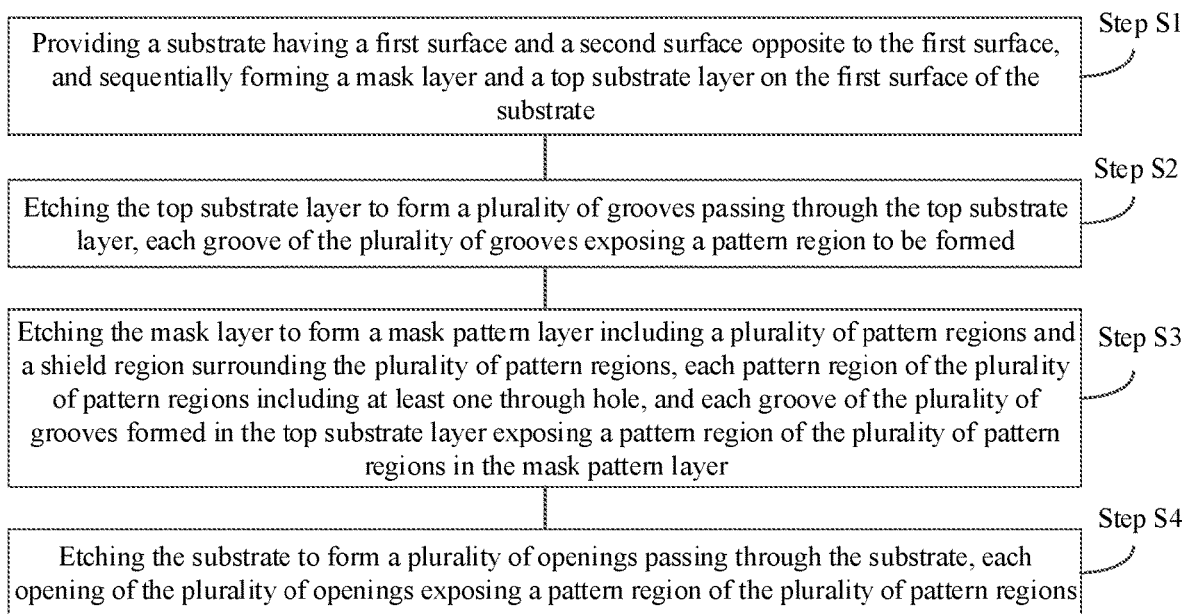 Step S1
Providing a substrate having a first surface and a second surface opposite to the first surface,
and sequentially forming a mask layer and a top substrate layer on the first surface of the
substrate
Step S2
Etching the top substrate layer to form a plurality of grooves passing through the top substrate
layer, each groove of the plurality of grooves exposing a pattern region to be formed
Step S3
Etching the mask layer to form a mask pattern layer including a plurality of pattern regions and
a shield region surrounding the plurality of pattern regions, each pattern region of the plurality
of pattern regions including at least one through hole, and each groove of the plurality of
grooves formed in the top substrate layer exposing a pattern region of the plurality of pattern
regions in the mask pattern layer
Step S4
Etching the substrate to form a plurality of openings passing through the substrate, each
opening of the plurality of openings exposing a pattern region of the plurality of pattern regions